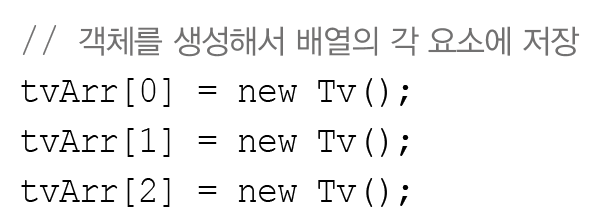 // 객체를 생성해서 배열의 각 요소에 저장
tvArr[0] = new Tv();
tvArr[1] = new Tv();
tvArr[2] = new Tv();